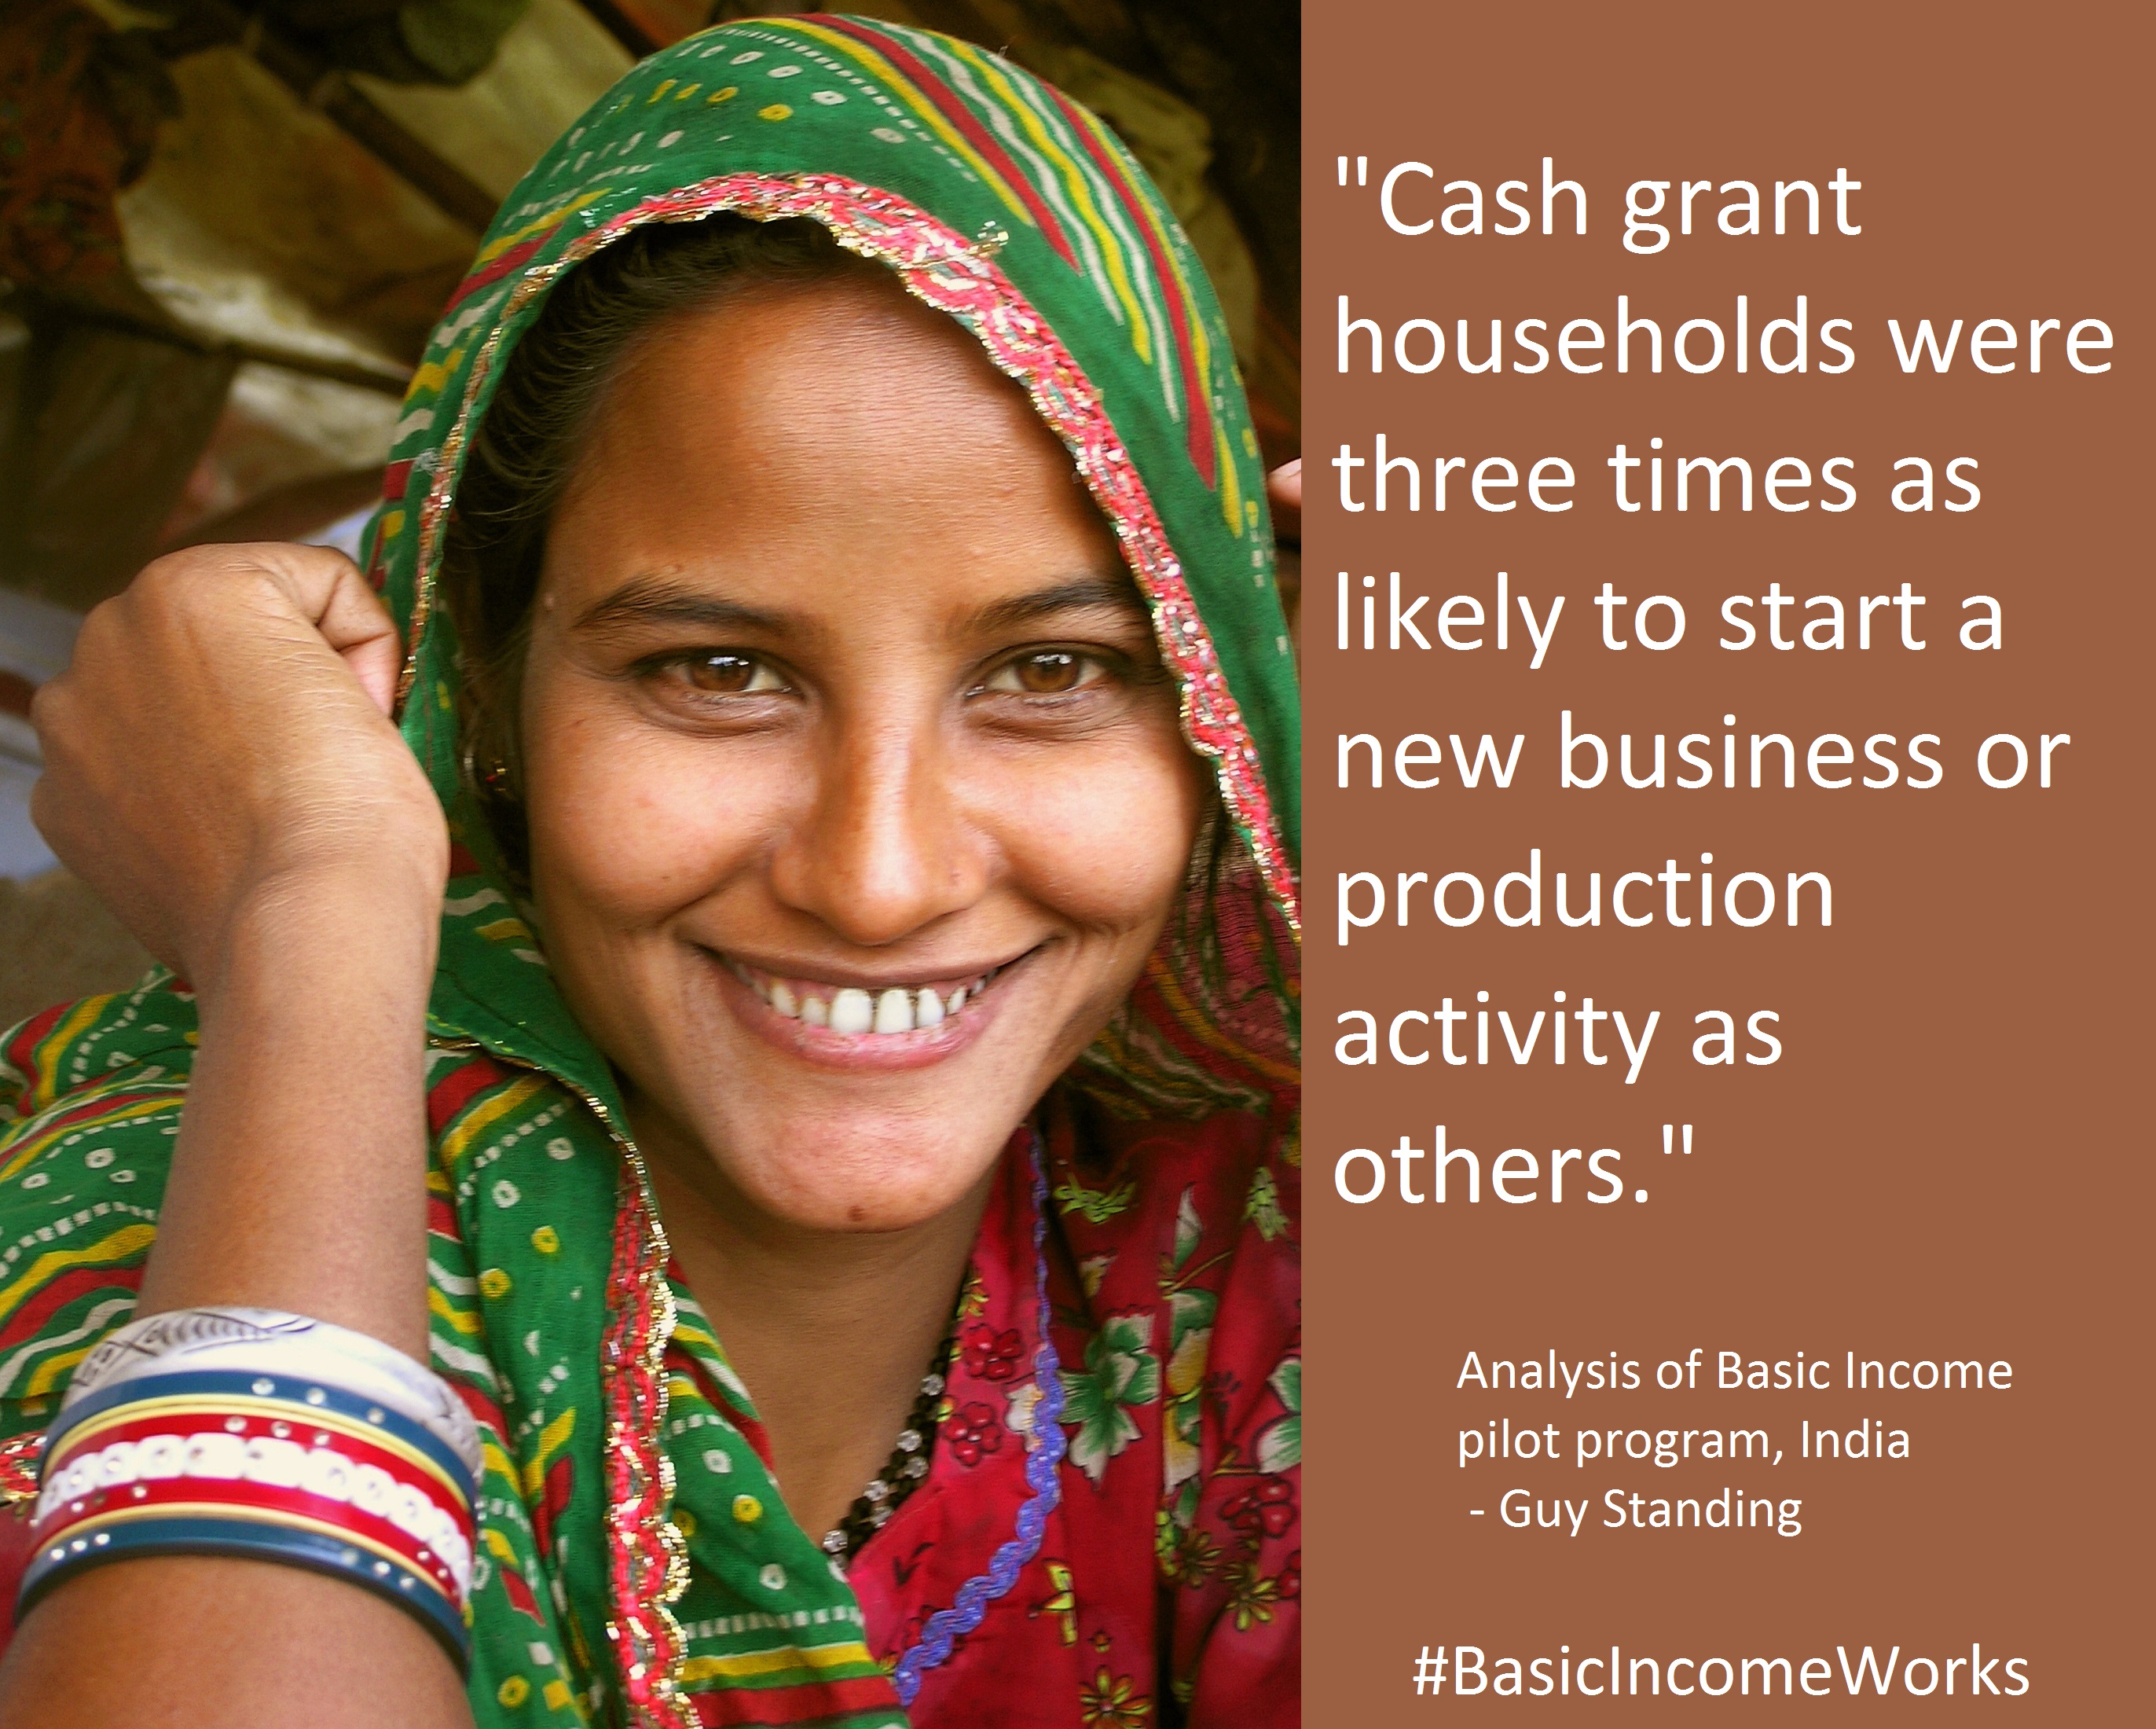 "Cash grant
households were
three times as
likely to start a
new business or
production
activity as
others."
Analysis of Basic Income
pilot program, India
- Guy Standing
#BasicIncomeWorks